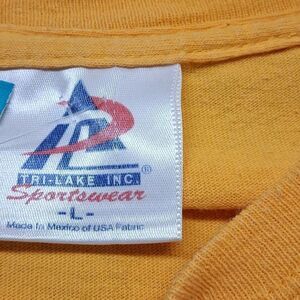 TRI-LAKE INC.®
Sportswear
-L-
Made in Mexico of USA Fabric